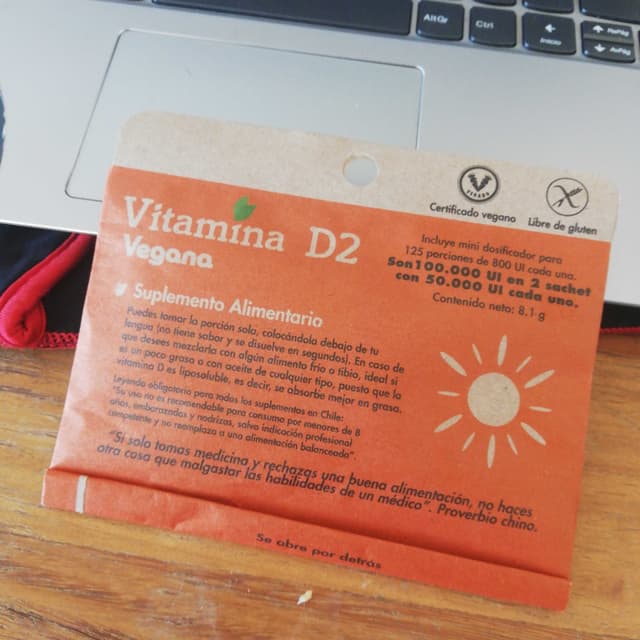 AltGr
Ctrl
Inicio
VEGANO
Certificado vegano
Libre de gluten
Vitamina D2
Vegana
Suplemento Alimentario
Incluye mini dosificador para
125 porciones de 800 UI cada una.
Son 100.000 UI en 2 sachet
con 50.000 UI cada uno.
Contenido neto: 8.1 g
Puedes tomar la porción sola, colocándola debajo de tu
lengua (no tiene sabor y se disuelve en segundos). En caso de
que desees mezclarla con algún alimento frío o tibio, ideal si
es un poco graso o con aceite de cualquier tipo, puesto que la
vitamina D es liposoluble, es decir, se absorbe mejor en grasa.
Leyenda obligatoria para todos los suplementos en Chile:
"Su uso no es recomendable para consumo por menores de 8
años, embarazadas y nodrizas, salvo indicación profesional
competente y no reemplaza a una alimentación balanceada".
"Si solo tomas medicina y rechazas una buena alimentación, no haces
otra cosa que malgastar las habilidades de un médico". Proverbio chino.
Se abre por detrás